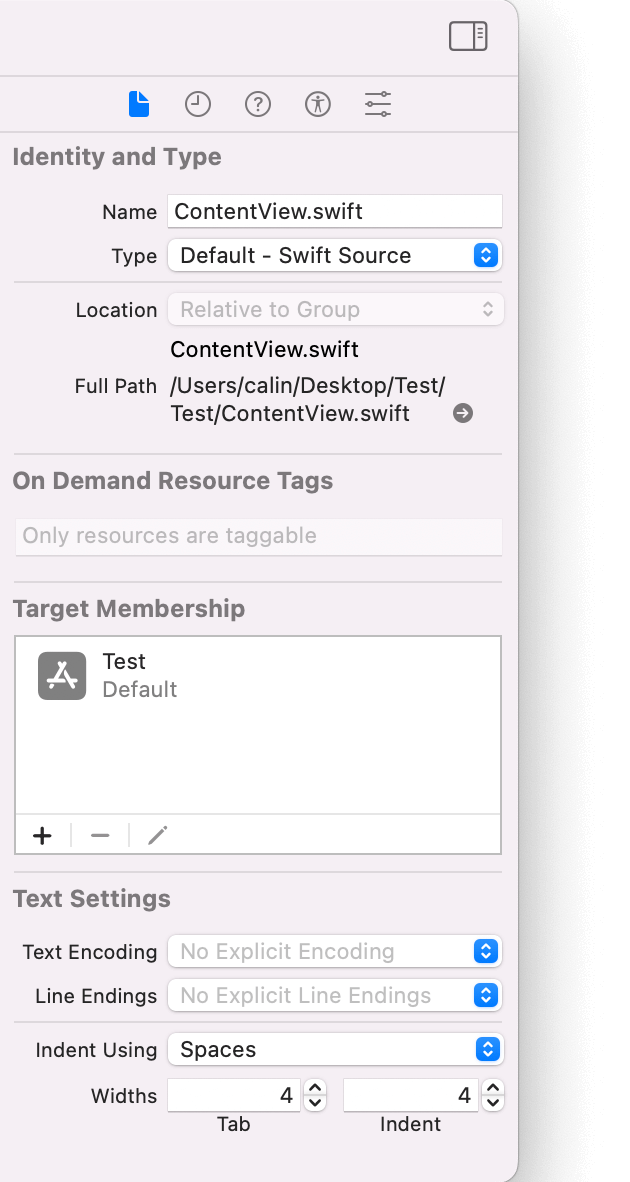 Identity and Type
Name ContentView.swift
Type Default - Swift Source
Location Relative to Group
ContentView.swift
Full Path /Users/calin/Desktop/Test/
Test/ContentView.swift
On Demand Resource Tags
Only resources are taggable
Target Membership
Test
Default
Text Settings
Text Encoding No Explicit Encoding
Line Endings No Explicit Line Endings
Indent Using Spaces
Widths 4 4
Tab Indent